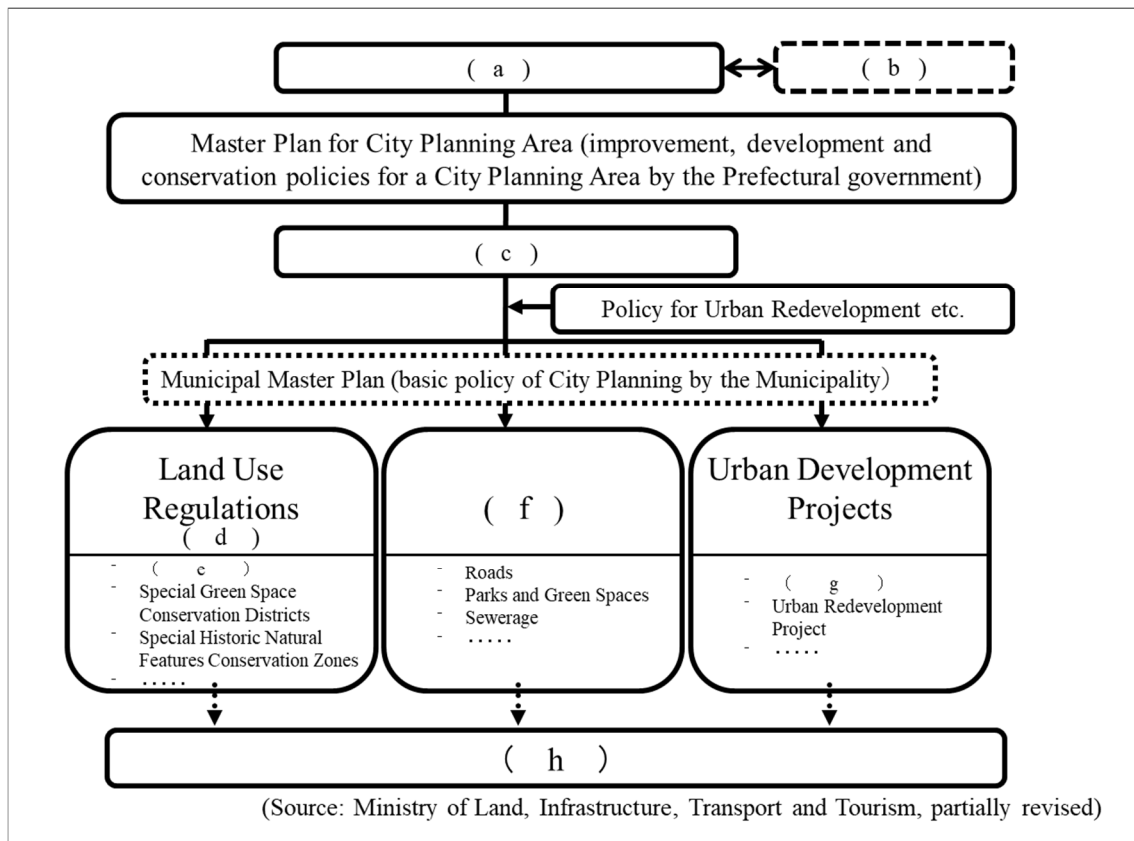 ( a )
( b )
Master Plan for City Planning Area (improvement, development and
conservation policies for a City Planning Area by the Prefectural government)
( c )
Policy for Urban Redevelopment etc.
Municipal Master Plan (basic policy of City Planning by the Municipality)
Land Use
Regulations
( d )
- ( e )
- Special Green Space
Conservation Districts
- Special Historic Natural
Features Conservation Zones
- ・・・・・
( f )
- Roads
- Parks and Green Spaces
- Sewerage
- ・・・・・
Urban Development
Projects
- ( g )
- Urban Redevelopment
Project
- ・・・・・
( h )
(Source: Ministry of Land, Infrastructure, Transport and Tourism, partially revised)